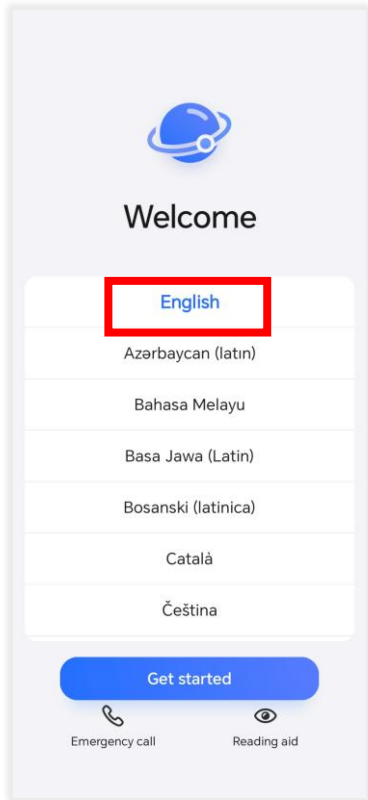 Welcome
English
Azərbaycan (latın)
Bahasa Melayu
Basa Jawa (Latin)
Bosanski (latinica)
Català
Čeština
Get started
Emergency call
Reading aid